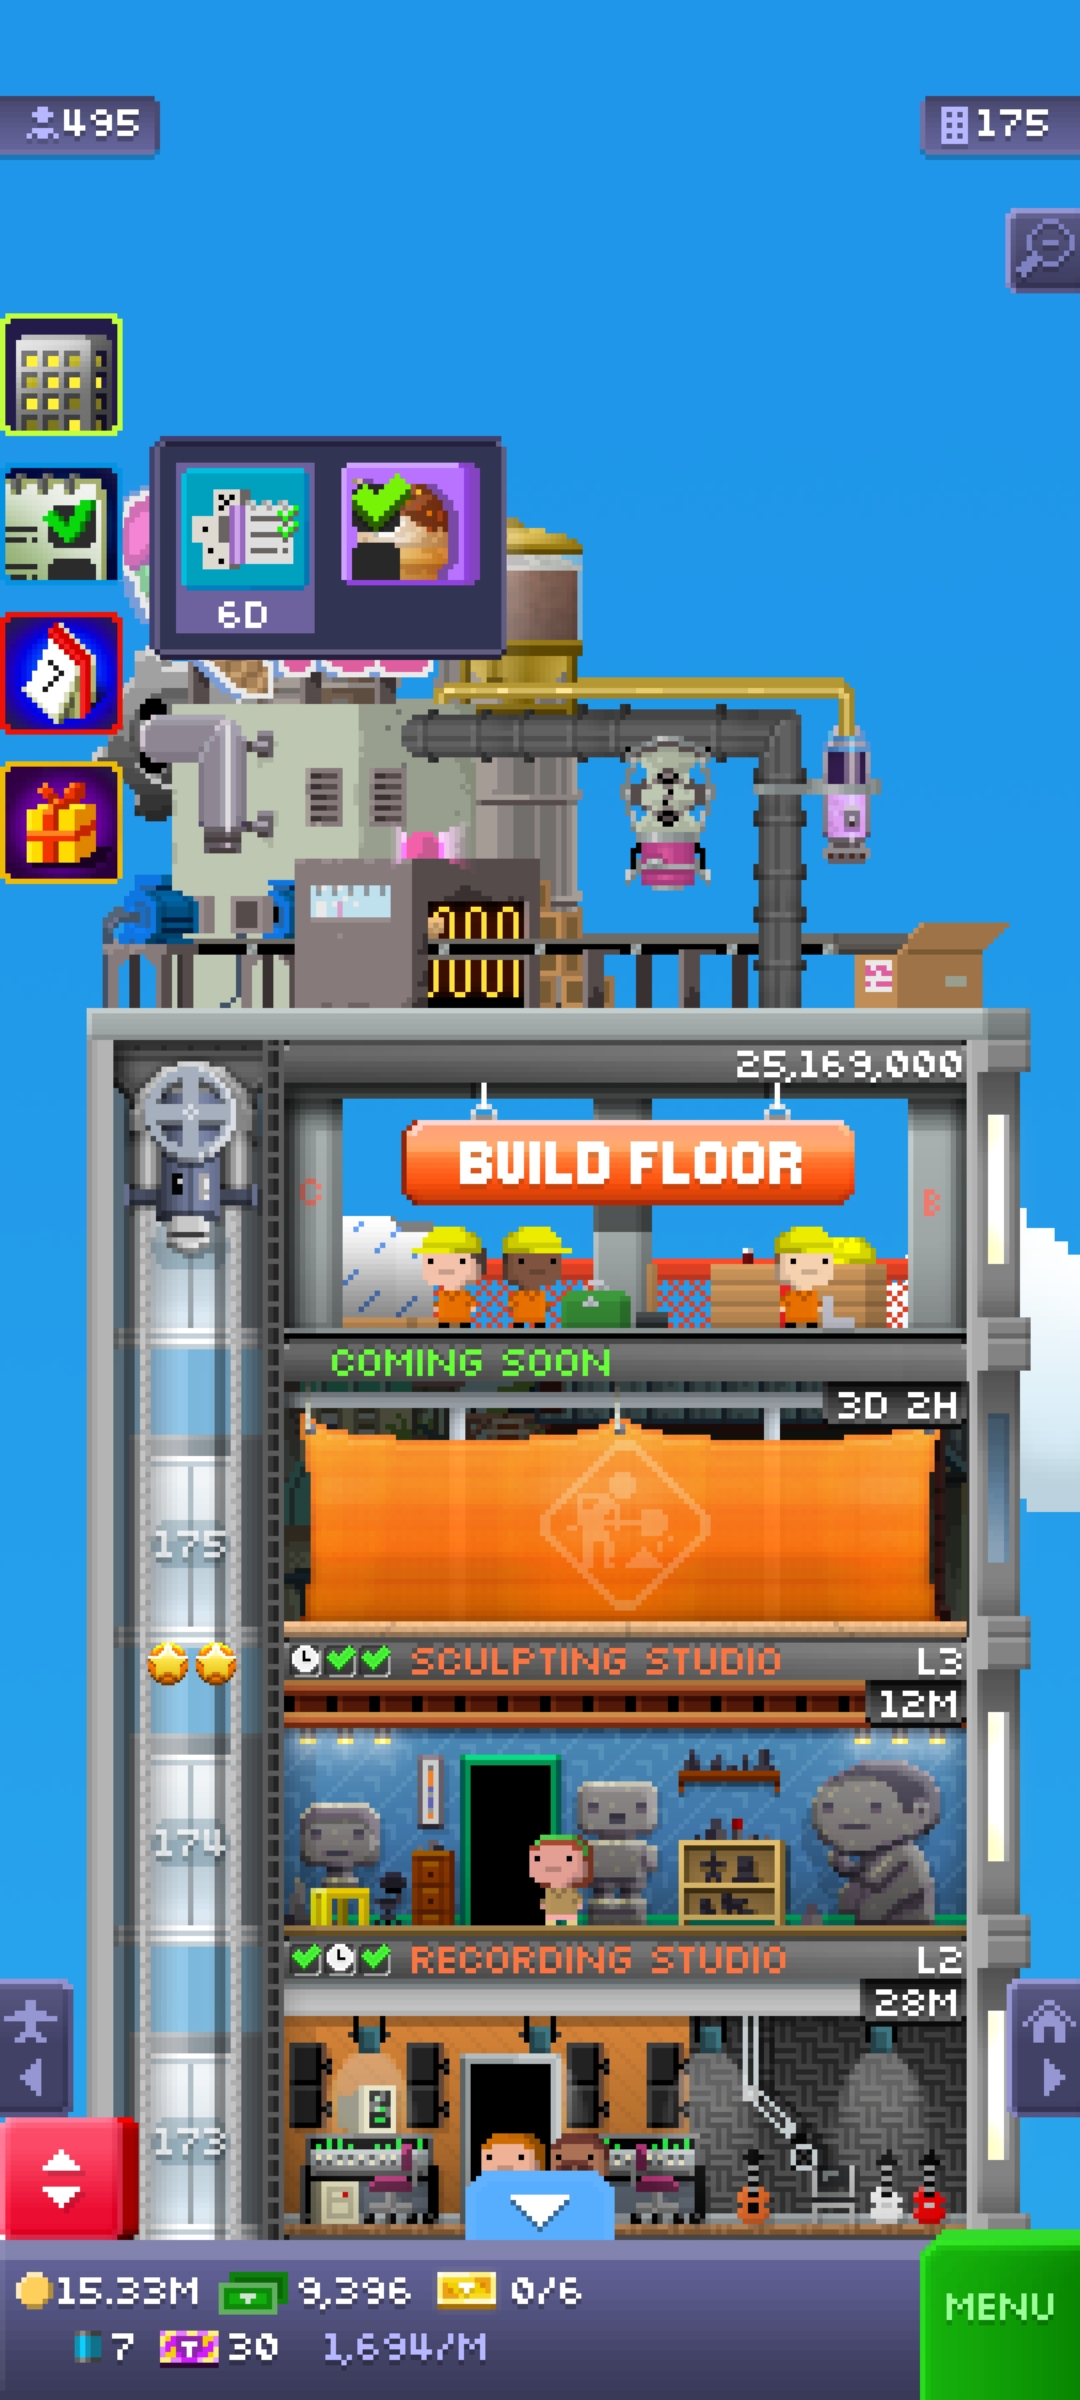 495
175
6D
25,169,000
BUILD FLOOR
C
B
COMING SOON
3D 2H
175
SCULPTING STUDIO
L3
12M
174
RECORDING STUDIO
L2
28M
173
15.33M
9,396
0/6
MENU
7
T
30
1,694/M